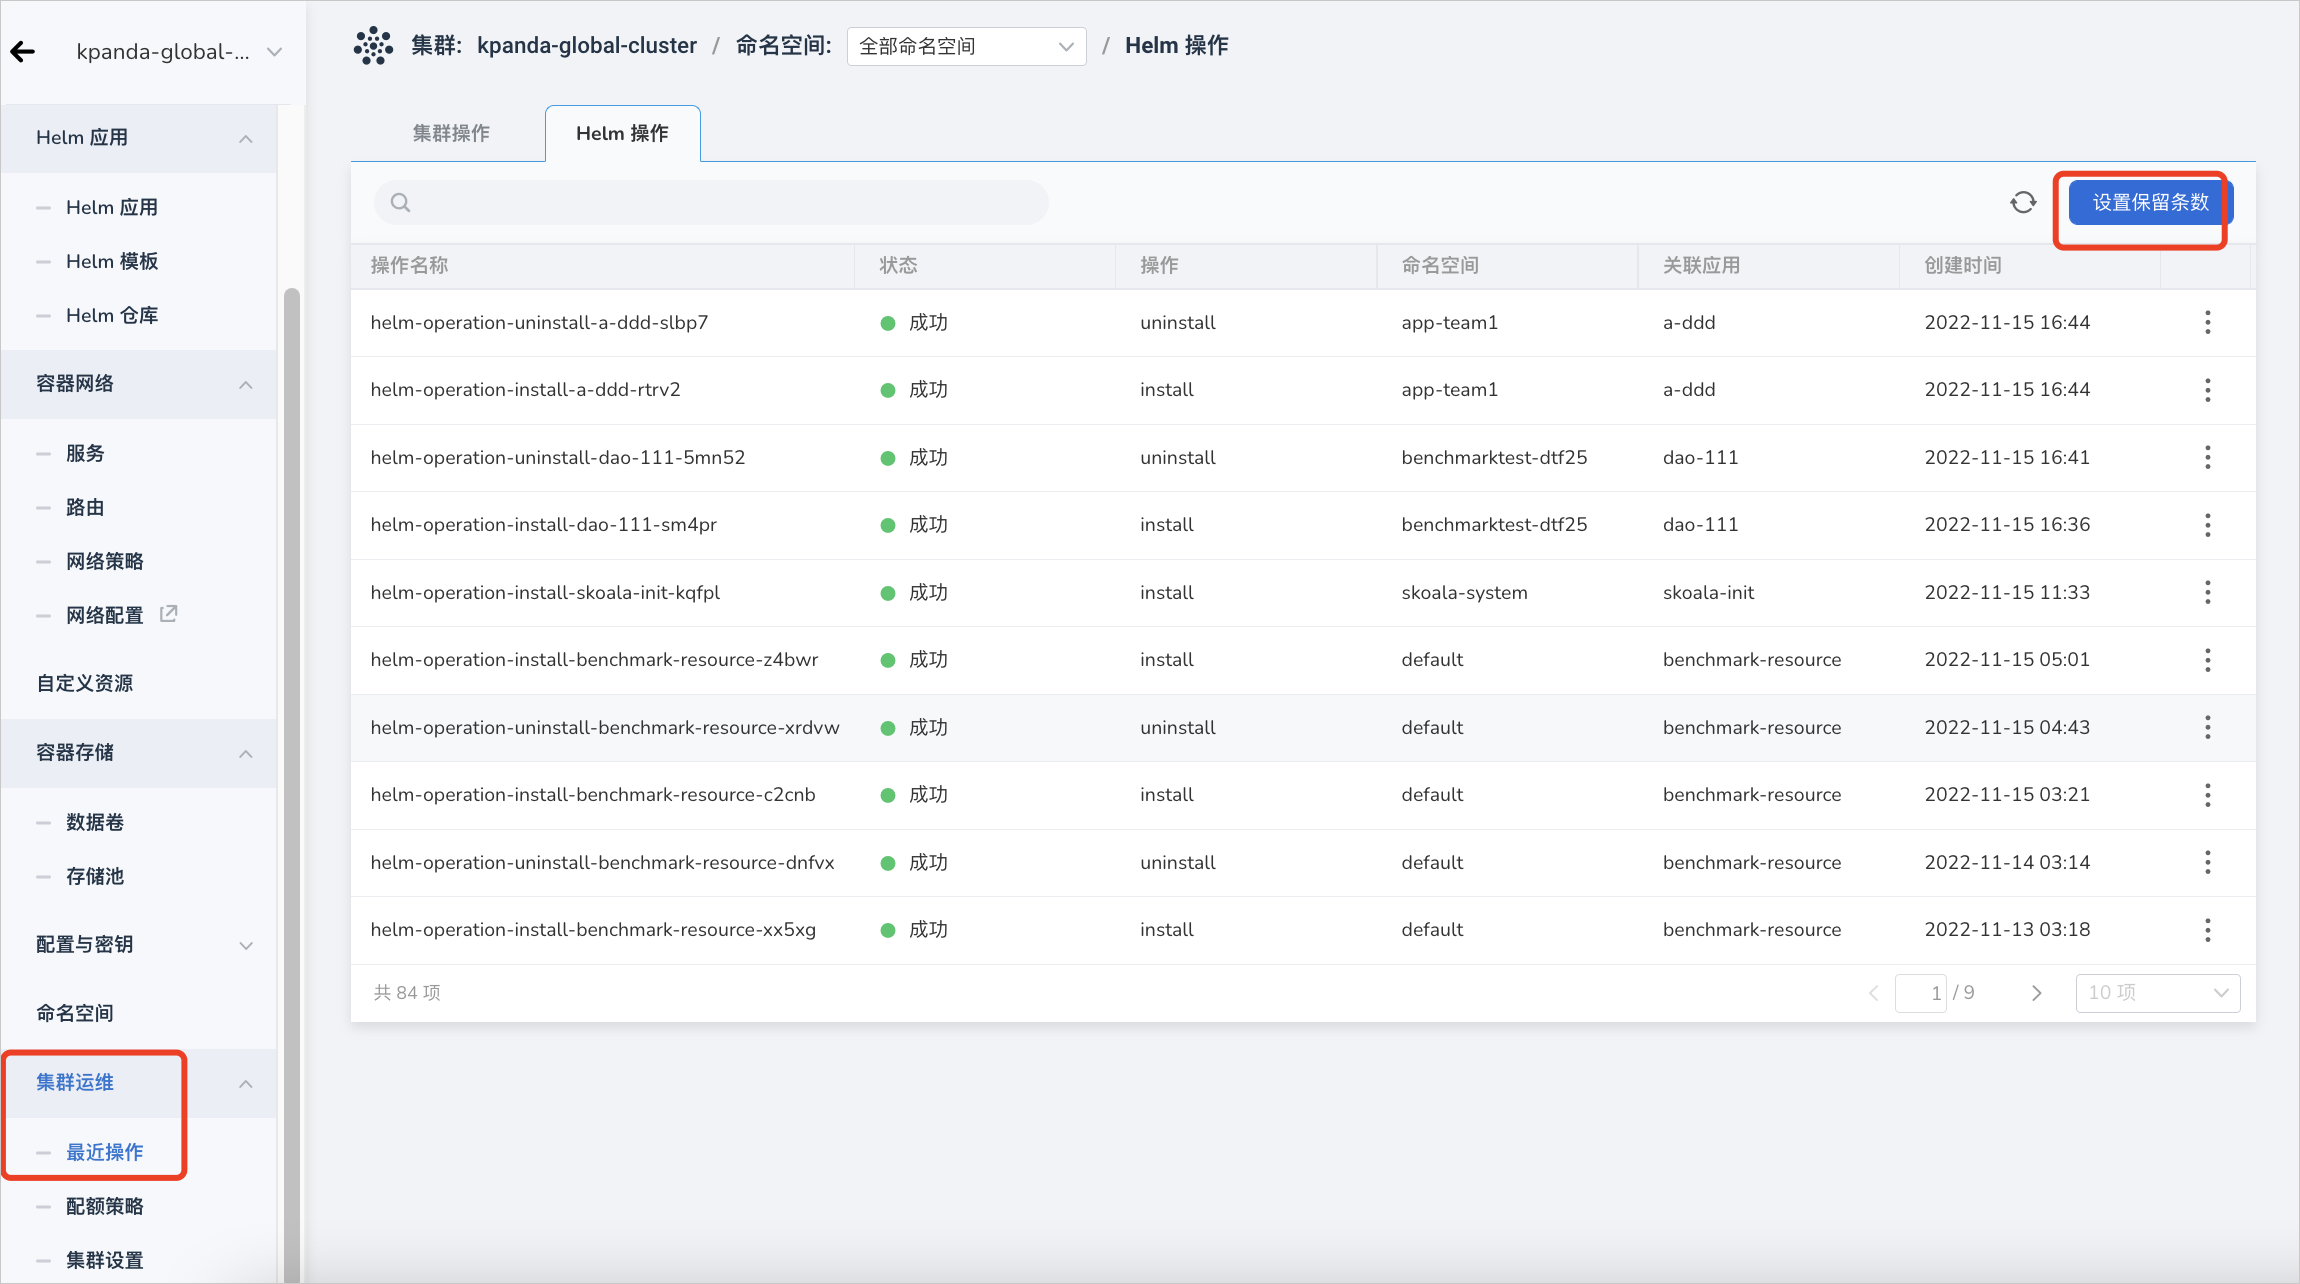 kpanda-global-...
集群: kpanda-global-cluster / 命名空间: 全部命名空间 / Helm 操作
Helm 应用
Helm 应用
Helm 模板
Helm 仓库
容器网络
服务
路由
网络策略
网络配置
自定义资源
容器存储
数据卷
存储池
配置与密钥
命名空间
集群运维
最近操作
配额策略
集群设置
集群操作
Helm 操作
设置保留条数
操作名称 状态 操作 命名空间 关联应用 创建时间
helm-operation-uninstall-a-ddd-slbp7 成功 uninstall app-team1 a-ddd 2022-11-15 16:44
helm-operation-install-a-ddd-rtrv2 成功 install app-team1 a-ddd 2022-11-15 16:44
helm-operation-uninstall-dao-111-5mn52 成功 uninstall benchmarktest-dtf25 dao-111 2022-11-15 16:41
helm-operation-install-dao-111-sm4pr 成功 install benchmarktest-dtf25 dao-111 2022-11-15 16:36
helm-operation-install-skoala-init-kqfpl 成功 install skoala-system skoala-init 2022-11-15 11:33
helm-operation-install-benchmark-resource-z4bwr 成功 install default benchmark-resource 2022-11-15 05:01
helm-operation-uninstall-benchmark-resource-xrdvw 成功 uninstall default benchmark-resource 2022-11-15 04:43
helm-operation-install-benchmark-resource-c2cnb 成功 install default benchmark-resource 2022-11-15 03:21
helm-operation-uninstall-benchmark-resource-dnfvx 成功 uninstall default benchmark-resource 2022-11-14 03:14
helm-operation-install-benchmark-resource-xx5xg 成功 install default benchmark-resource 2022-11-13 03:18
共 84 项 1 / 9 10 项